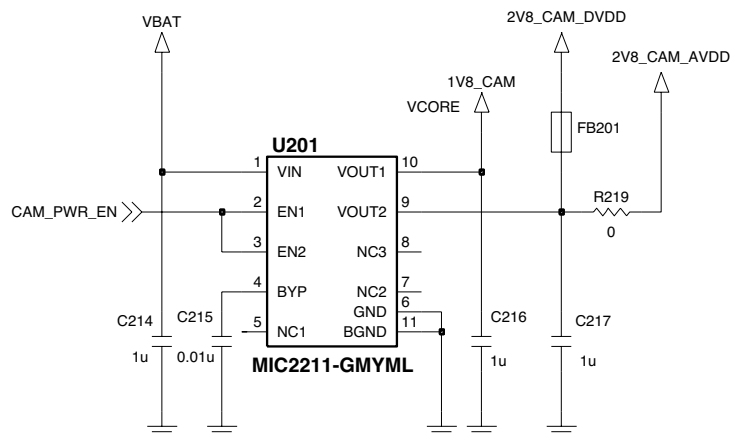 VBAT
2V8_CAM_DVDD
2V8_CAM_AVDD
1V8_CAM
VCORE
FB201
U201
1 VIN VOUT1 10
R219
CAM_PWR_EN
2 EN1 VOUT2 9
0
3 EN2 NC3 8
4 BYP NC2 7
GND 6
C214 C215 5 NC1 BGND 11 C216 C217
1u 0.01u 1u 1u
MIC2211-GMYML